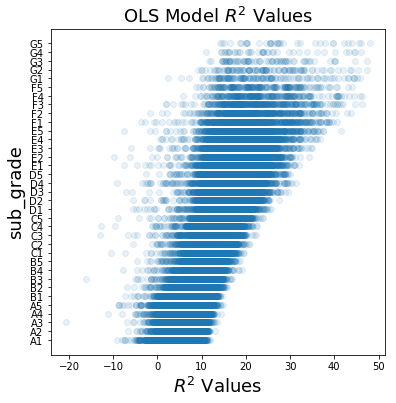 OLS Model R² Values
sub_grade
G5
G4
G3
G2
G1
F5
F4
F3
F2
F1
E5
E4
E3
E2
E1
D5
D4
D3
D2
D1
C5
C4
C3
C2
C1
B5
B4
B3
B2
B1
A5
A4
A3
A2
A1
−20 −10 0 10 20 30 40 50
R² Values